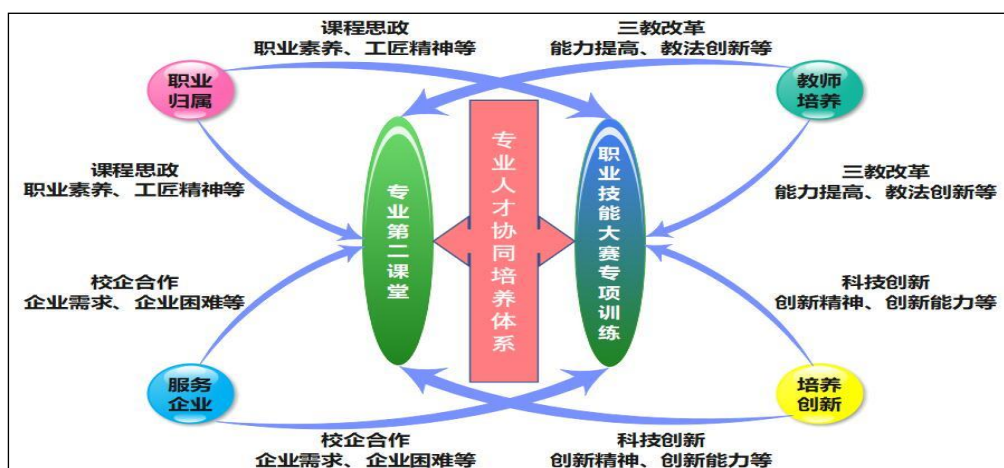 课程思政
职业素养、工匠精神等
三教改革
能力提高、教法创新等
职业
归属
教师
培养
课程思政
职业素养、工匠精神等
专业第二课堂
专业人才协同培养体系
职业技能大赛专项训练
三教改革
能力提高、教法创新等
校企合作
企业需求、企业困难等
科技创新
创新精神、创新能力等
服务
企业
培养
创新
校企合作
企业需求、企业困难等
科技创新
创新精神、创新能力等